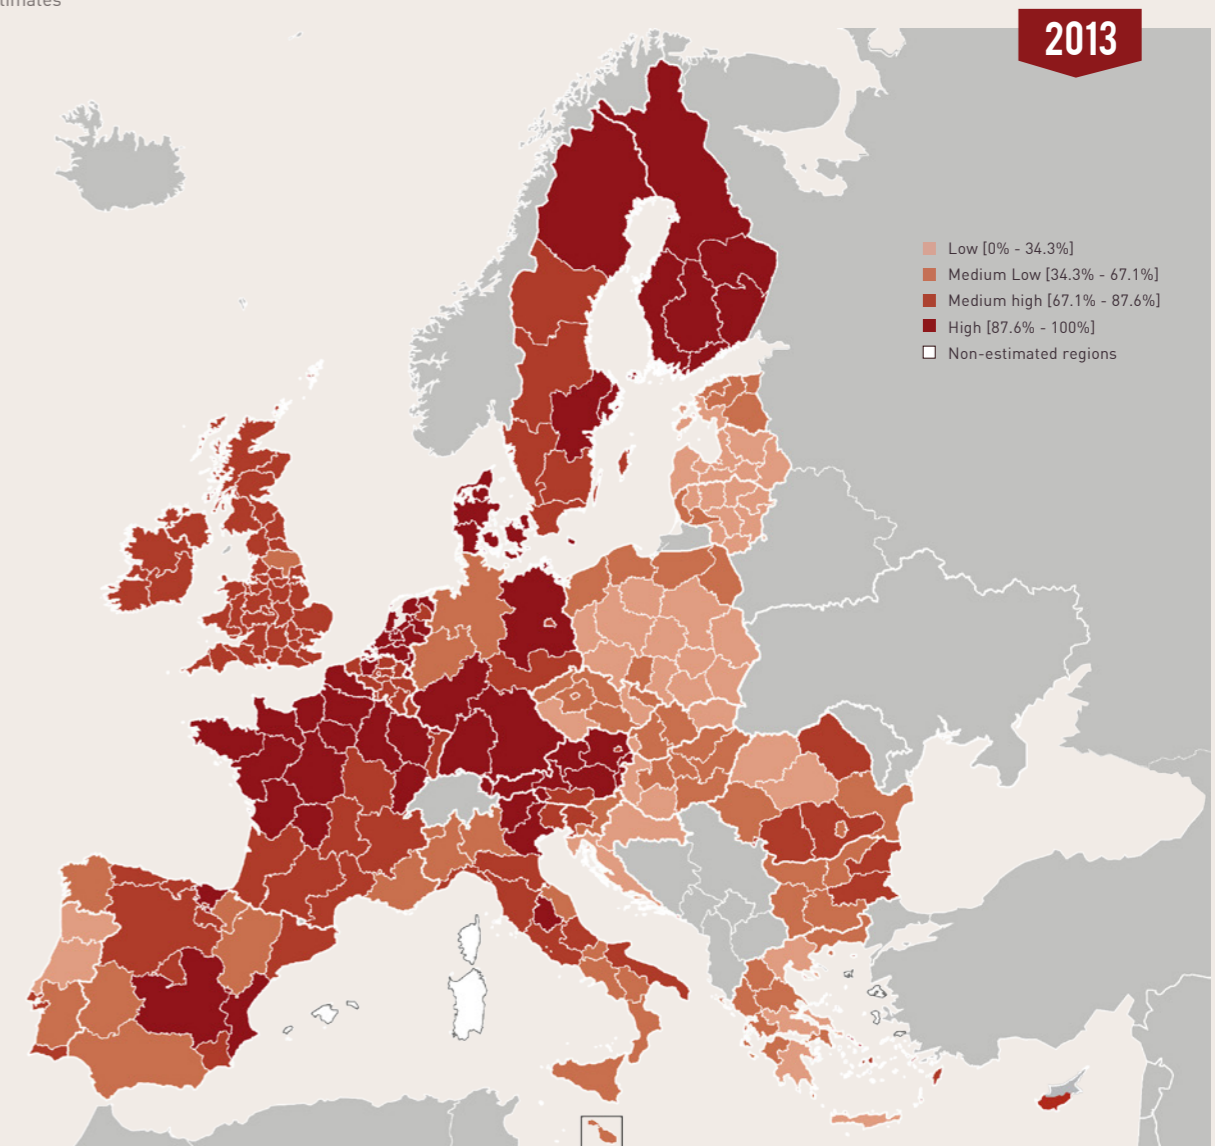 2013
Low [0% - 34.3%]
Medium Low [34.3% - 67.1%]
Medium high [67.1% - 87.6%]
High [87.6% - 100%]
Non-estimated regions